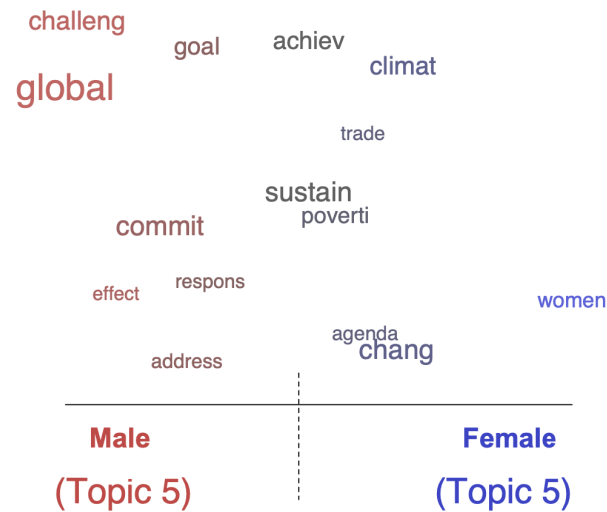 challeng
goal
achiev
climat
global
trade
sustain
poverti
commit
respons
effect
women
agenda
chang
address
Male
Female
(Topic 5)
(Topic 5)